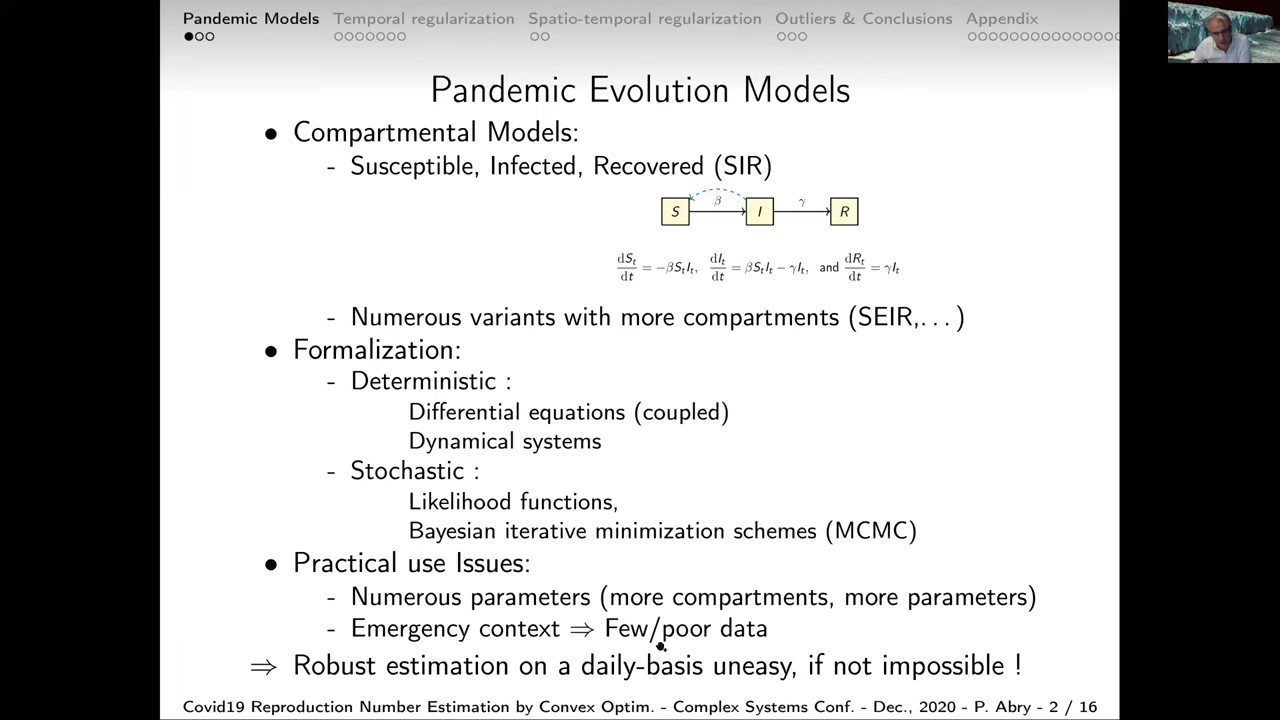 Pandemic Models Temporal regularization Spatio-temporal regularization Outliers & Conclusions Appendix
Pandemic Evolution Models
• Compartmental Models:
- Susceptible, Infected, Recovered (SIR)
S β I γ R
dS_t/dt = −βS_tI_t, dI_t/dt = βS_tI_t − γI_t, and dR_t/dt = γI_t
- Numerous variants with more compartments (SEIR,. . . )
• Formalization:
- Deterministic :
Differential equations (coupled)
Dynamical systems
- Stochastic :
Likelihood functions,
Bayesian iterative minimization schemes (MCMC)
• Practical use Issues:
- Numerous parameters (more compartments, more parameters)
- Emergency context ⇒ Few/poor data
⇒ Robust estimation on a daily-basis uneasy, if not impossible !
Covid19 Reproduction Number Estimation by Convex Optim. - Complex Systems Conf. - Dec., 2020 - P. Abry - 2 / 16